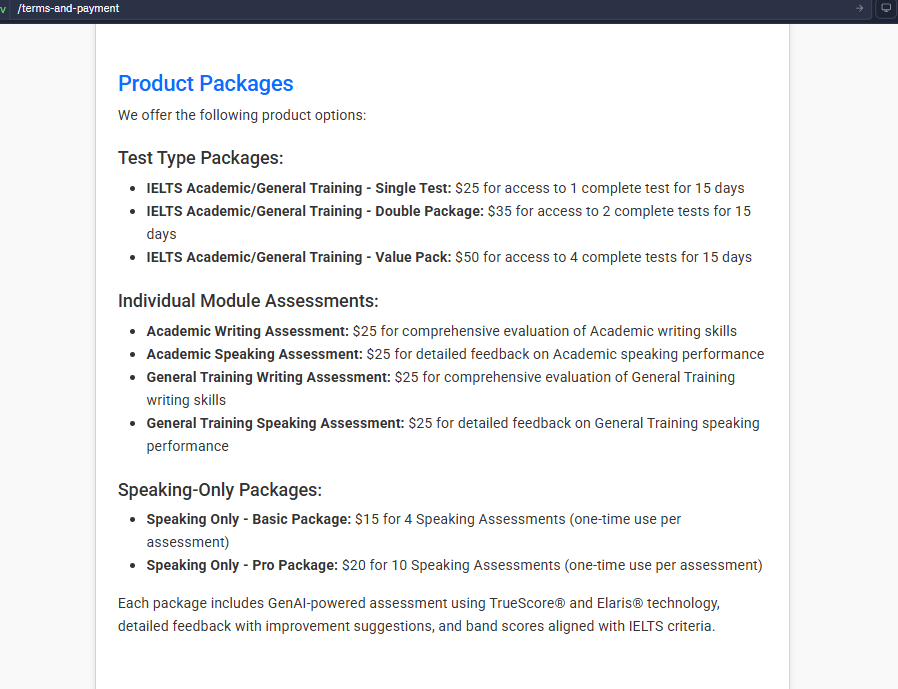 v /terms-and-payment
Product Packages
We offer the following product options:
Test Type Packages:
IELTS Academic/General Training - Single Test: $25 for access to 1 complete test for 15 days
IELTS Academic/General Training - Double Package: $35 for access to 2 complete tests for 15
days
IELTS Academic/General Training - Value Pack: $50 for access to 4 complete tests for 15 days
Individual Module Assessments:
Academic Writing Assessment: $25 for comprehensive evaluation of Academic writing skills
Academic Speaking Assessment: $25 for detailed feedback on Academic speaking performance
General Training Writing Assessment: $25 for comprehensive evaluation of General Training
writing skills
General Training Speaking Assessment: $25 for detailed feedback on General Training speaking
performance
Speaking-Only Packages:
Speaking Only - Basic Package: $15 for 4 Speaking Assessments (one-time use per
assessment)
Speaking Only - Pro Package: $20 for 10 Speaking Assessments (one-time use per assessment)
Each package includes GenAI-powered assessment using TrueScore® and Elaris® technology,
detailed feedback with improvement suggestions, and band scores aligned with IELTS criteria.